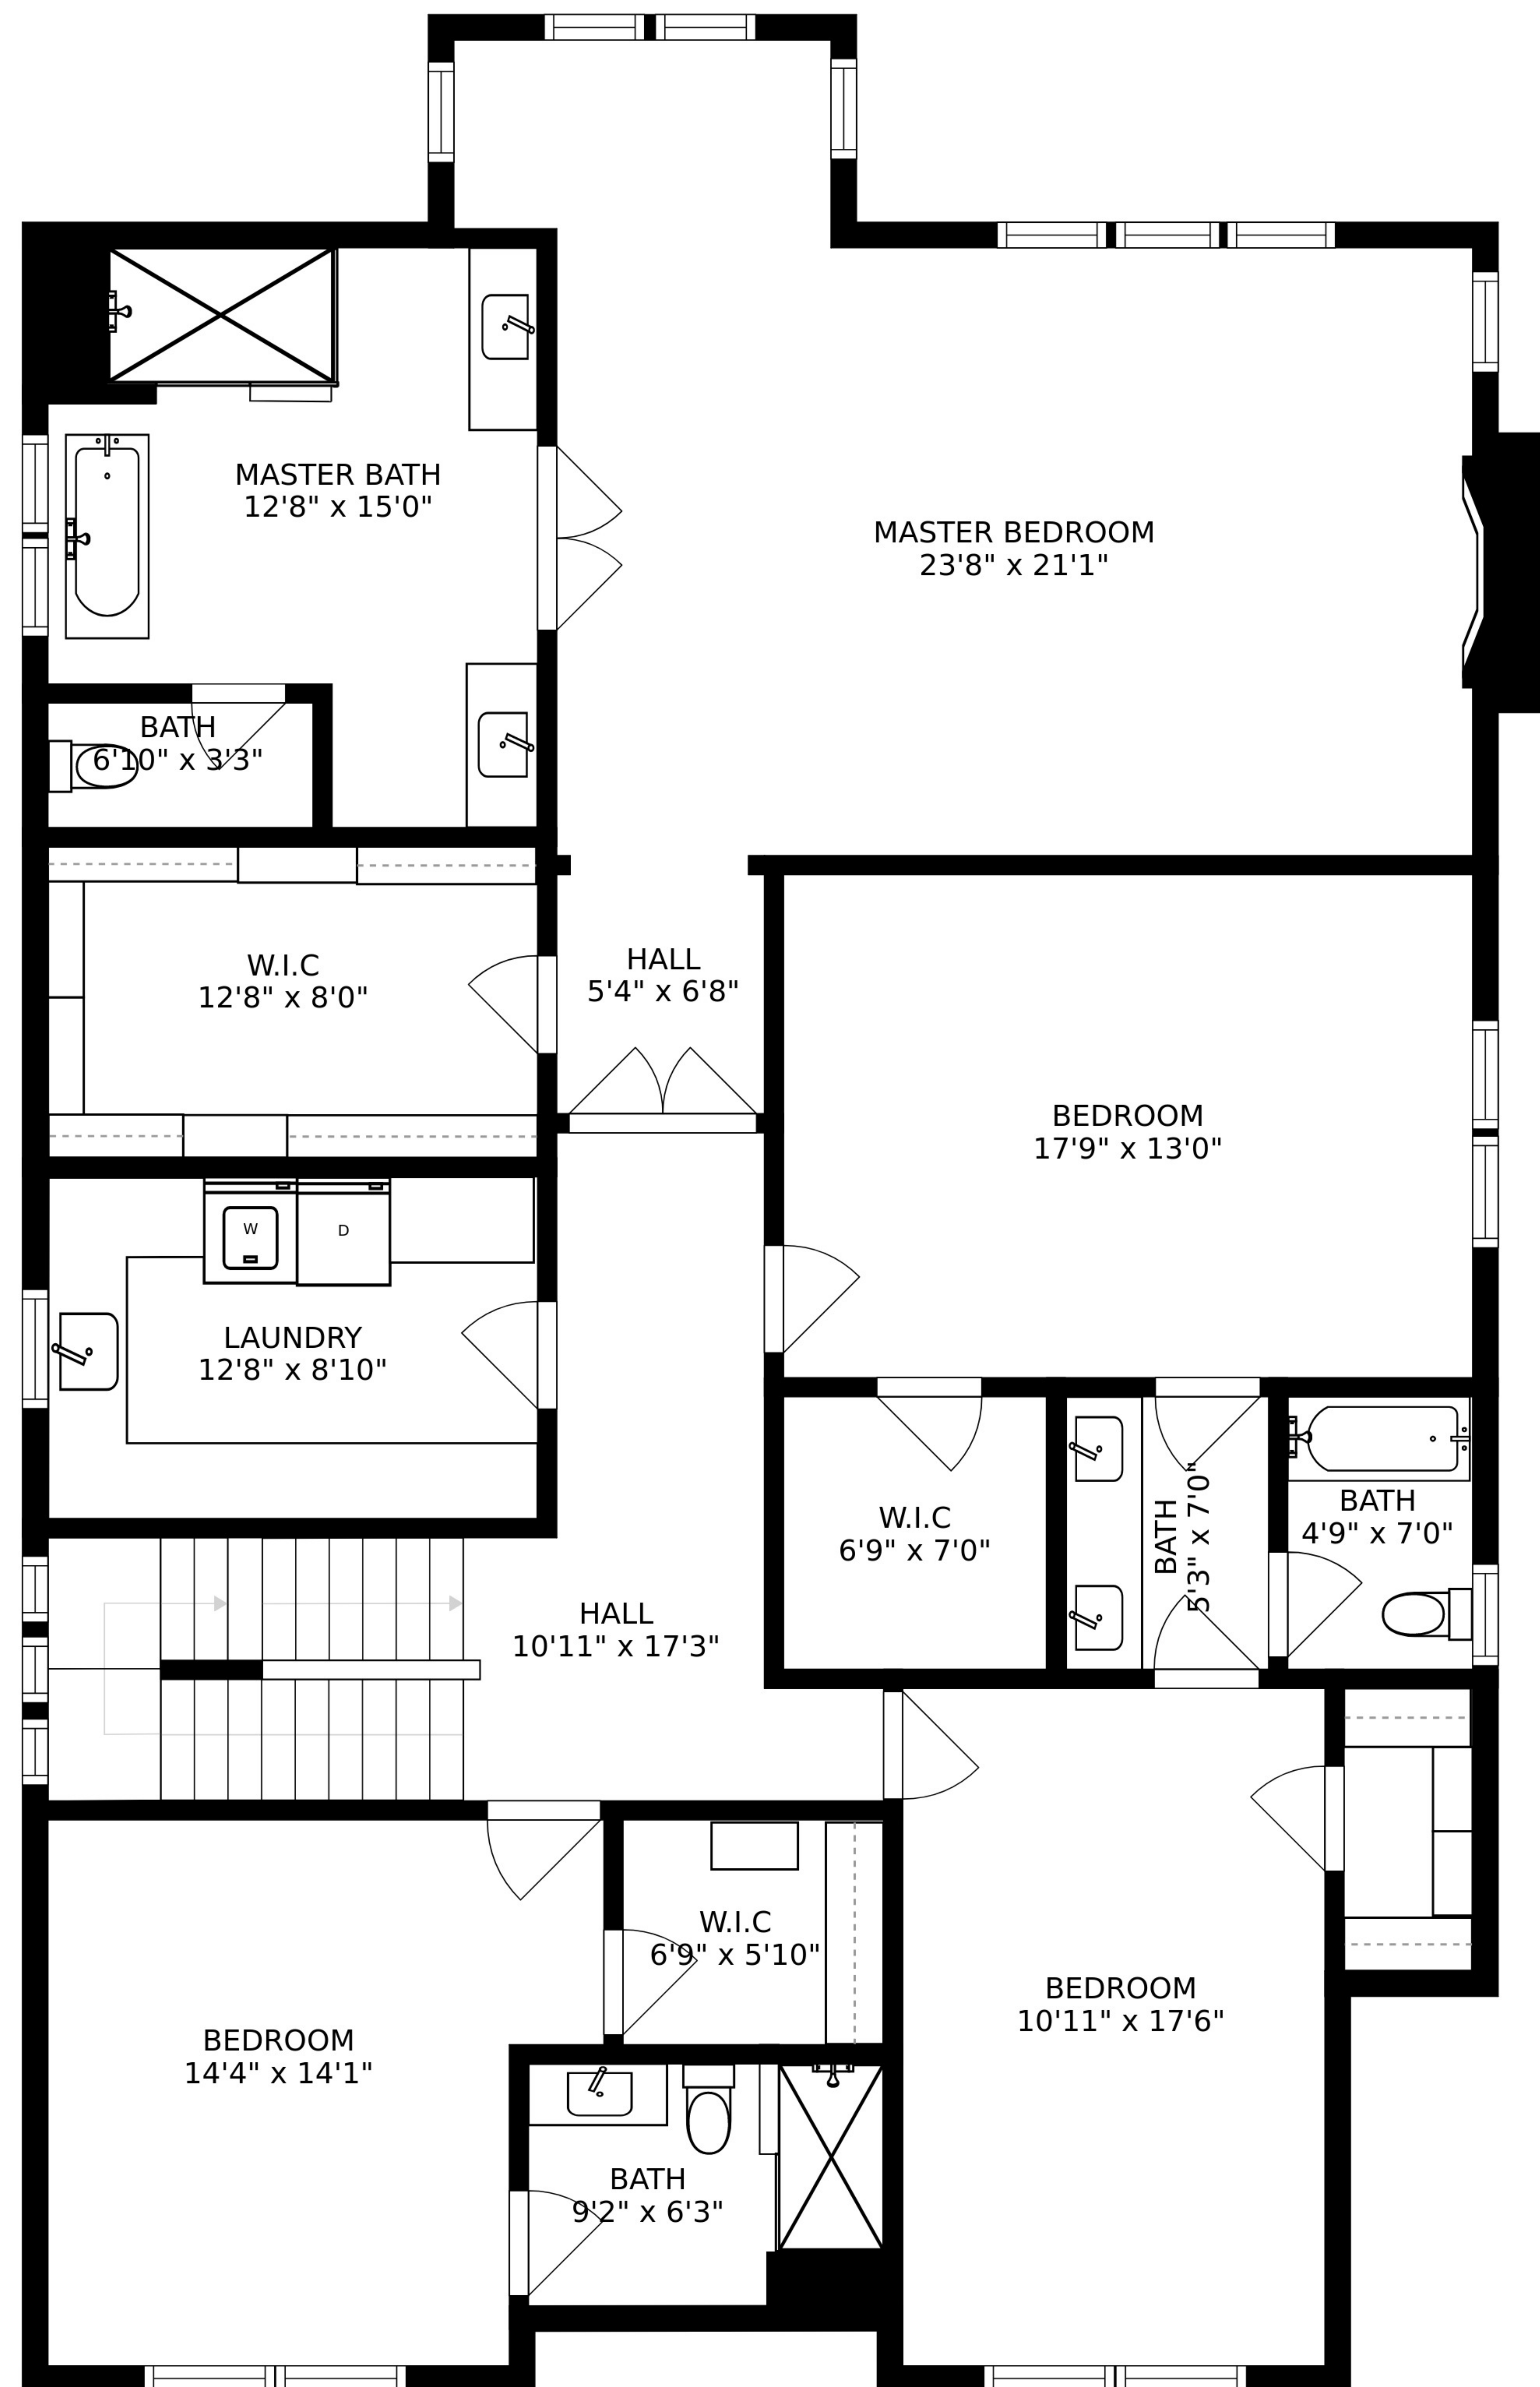 MASTER BATH
12'8" x 15'0"
MASTER BEDROOM
23'8" x 21'1"
BATH
6'10" x 3'3"
W.I.C
12'8" x 8'0"
HALL
5'4" x 6'8"
BEDROOM
17'9" x 13'0"
W
D
LAUNDRY
12'8" x 8'10"
W.I.C
6'9" x 7'0"
BATH
5'3" x 7'0"
BATH
4'9" x 7'0"
HALL
10'11" x 17'3"
W.I.C
6'9" x 5'10"
BEDROOM
10'11" x 17'6"
BEDROOM
14'4" x 14'1"
BATH
9'2" x 6'3"